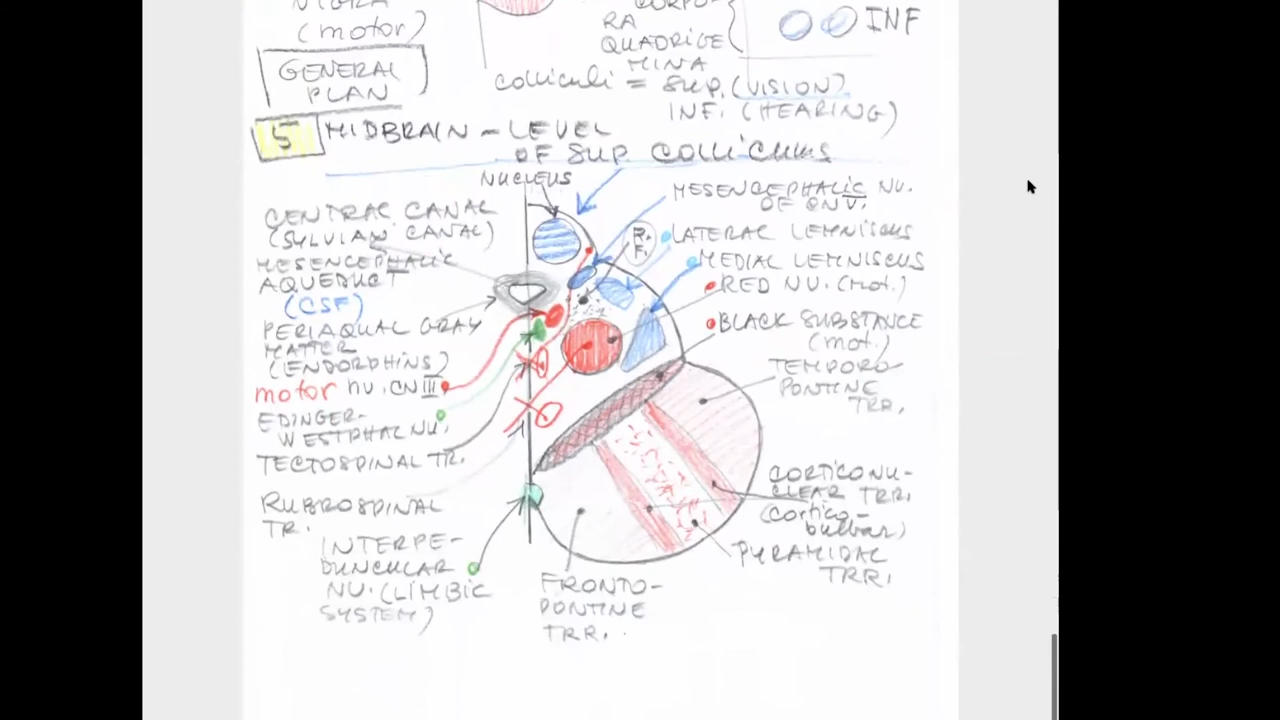 NIGRA
(motor)
GENERAL
PLAN
CORPO-
RA
QUADRIGE
MINA
INF
colliculi = SUP. (VISION)
INF. (HEARING)
5 MIDBRAIN - LEVEL
OF SUP. COLLICULUS
NUCLEUS
CENTRAL CANAL
(SYLVIAN CANAL)
MESENCEPHALIC
AQUEDUCT
(CSF)
PERIAQUAL GRAY
MATTER
(ENDORPHINS)
motor nu. CN III
EDINGER-
WESTPHAL NU.
TECTOSPINAL TR.
RUBROSPINAL
TR.
INTERPE-
DUNCULAR
NU. (LIMBIC
SYSTEM)
R.
F.
MESENCEPHALIC NU.
OF CNV.
LATERAL LEMNISCUS
MEDIAL LEMNISCUS
RED NU. (mot.)
BLACK SUBSTANCE
(mot.)
TEMPORO
PONTINE
TRR.
CORTICONU-
CLEAR TRR.
(cortico-
bulbar)
PYRAMIDAL
TRR.
FRONTO-
PONTINE
TRR.